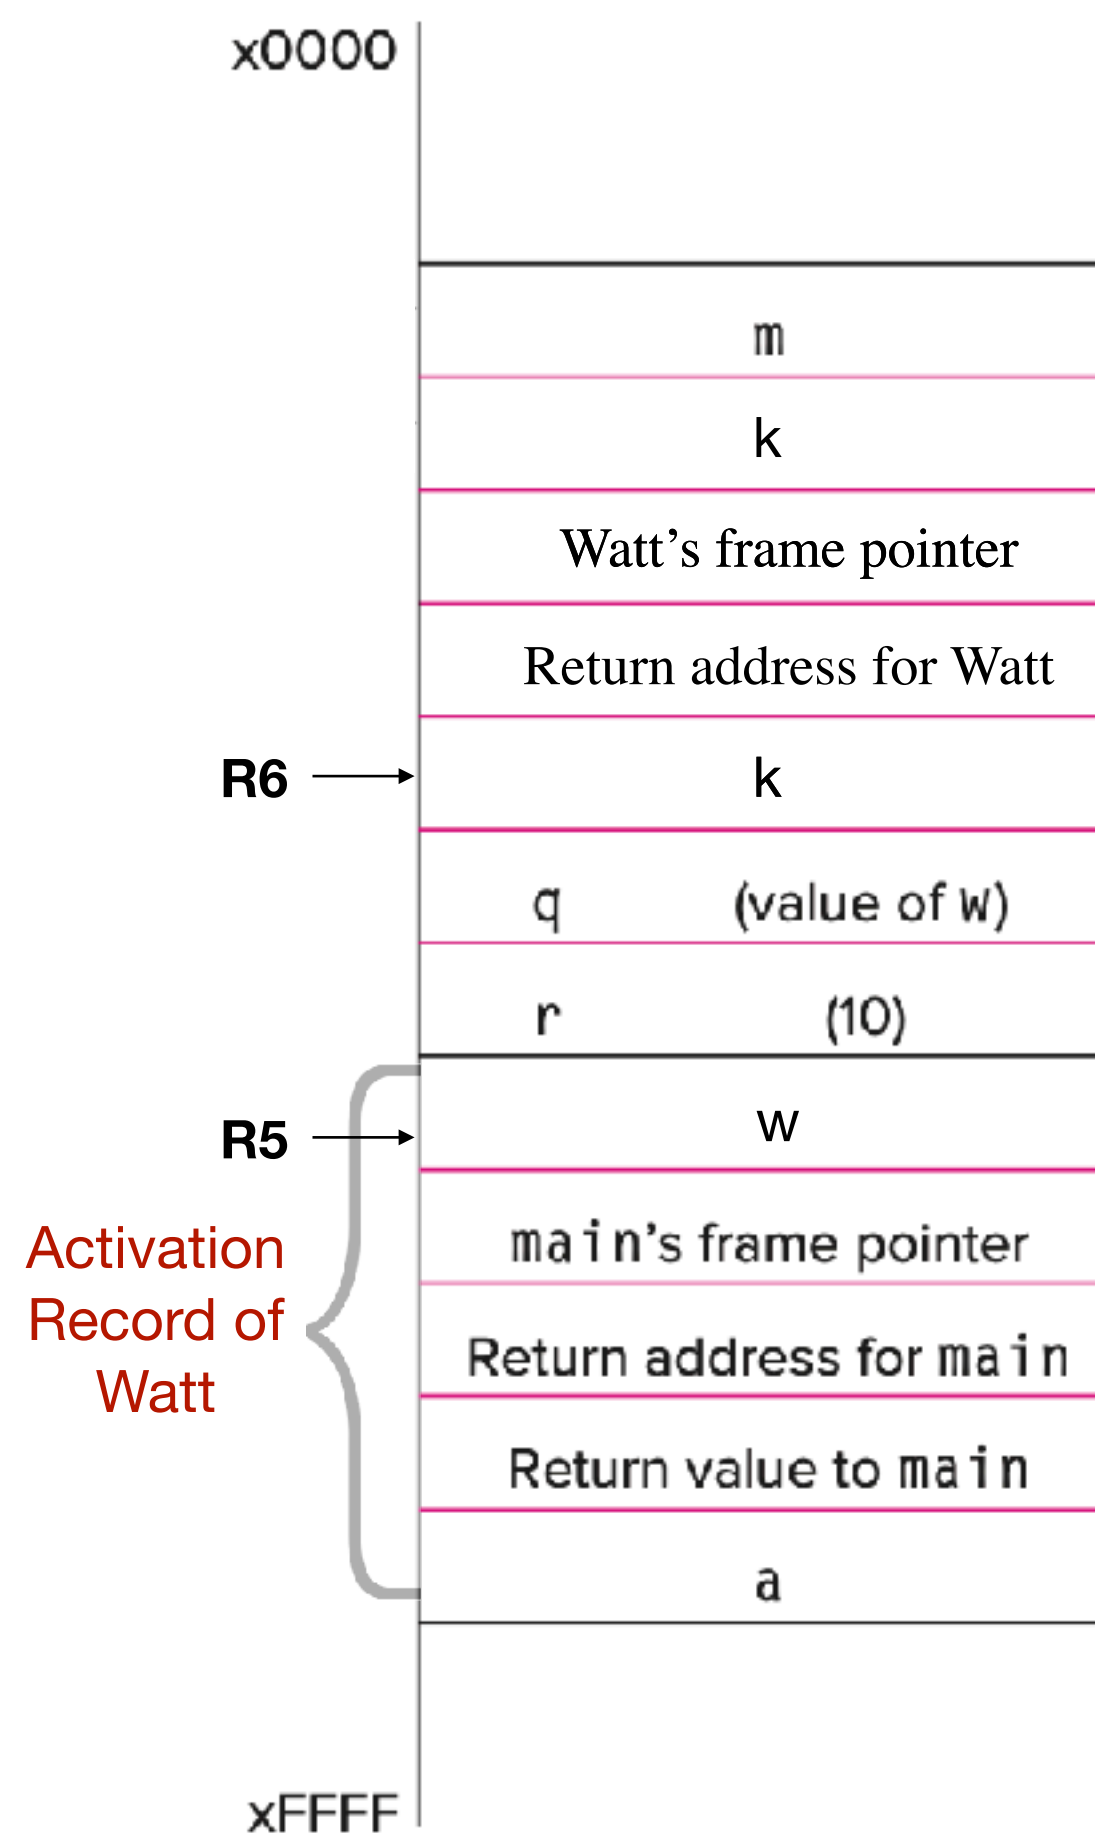 x0000
m
k
Watt's frame pointer
Return address for Watt
R6
k
q (value of w)
r (10)
R5
w
main's frame pointer
Activation
Record of
Watt
Return address for main
Return value to main
a
xFFFF